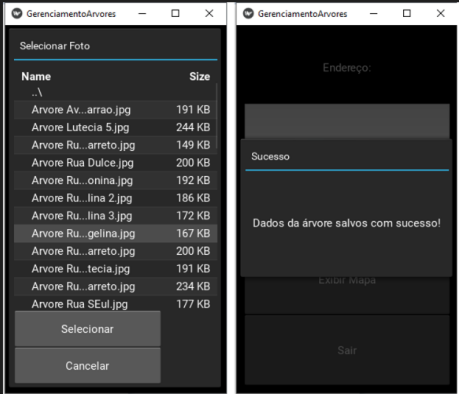 GerenciamentoArvores
Selecionar Foto
Name Size
..\
Arvore Av...arrao.jpg 191 KB
Arvore Lutecia 5.jpg 244 KB
Arvore Ru...arreto.jpg 149 KB
Arvore Rua Dulce.jpg 200 KB
Arvore Ru...onina.jpg 192 KB
Arvore Ru...lina 2.jpg 186 KB
Arvore Ru...lina 3.jpg 172 KB
Arvore Ru...gelina.jpg 167 KB
Arvore Ru...arreto.jpg 200 KB
Arvore Ru...tecia.jpg 191 KB
Arvore Ru...arreto.jpg 234 KB
Arvore Rua SEul.jpg 177 KB
Selecionar
Cancelar
GerenciamentoArvores
Endereço:
Sucesso
Dados da árvore salvos com sucesso!
Exibir Mapa
Sair